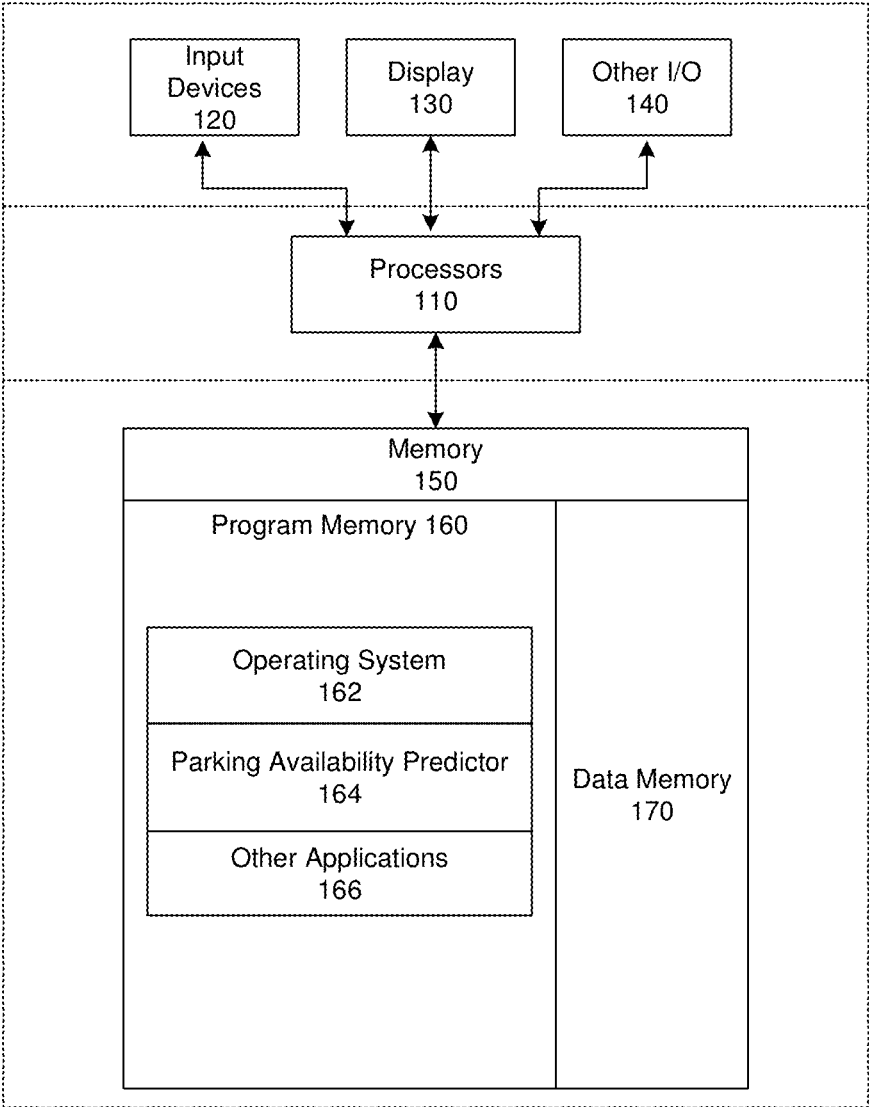 Input
Devices
120
Display
130
Other I/O
140
Processors
110
Memory
150
Program Memory 160
Operating System
162
Parking Availability Predictor
164
Other Applications
166
Data Memory
170